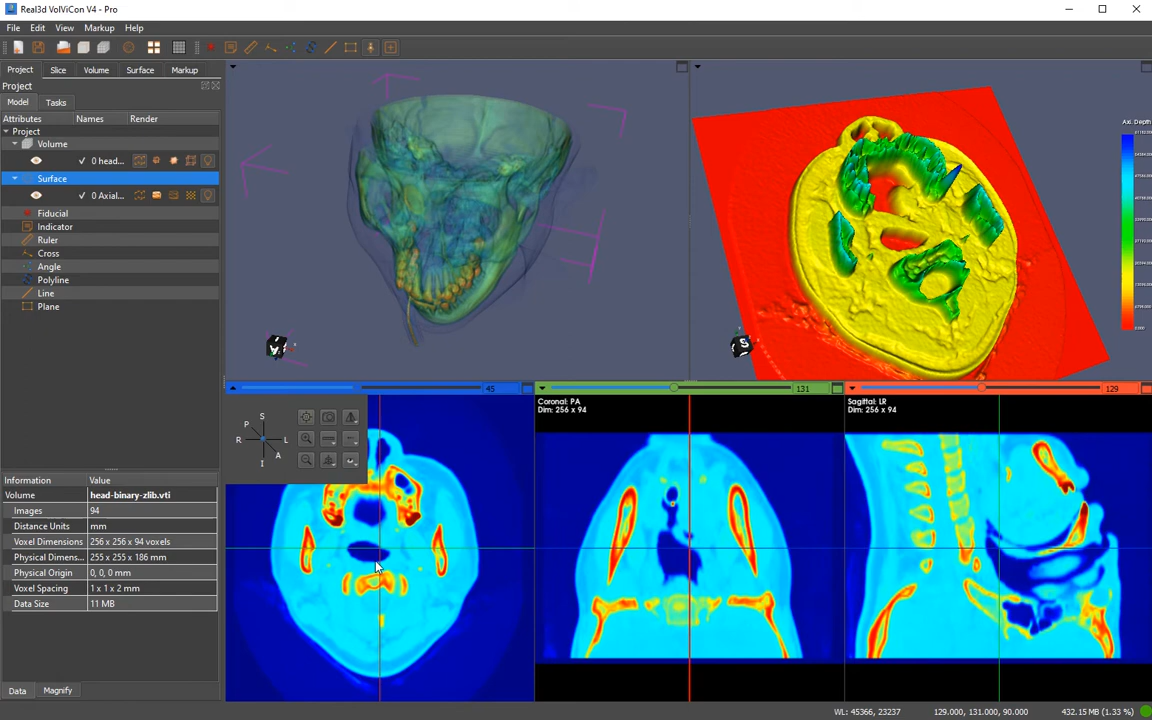 Real3d VolViCon V4 - Pro
File Edit View Markup Help
Project Slice Volume Surface Markup
Project
Model Tasks
Attributes Names Render
Project
Volume
0 head...
Surface
0 Axial...
Fiducial
Indicator
Ruler
Cross
Angle
Polyline
Line
Plane
Information Value
Volume head-binary-zlib.vti
Images 94
Distance Units mm
Voxel Dimensions 256 x 256 x 94 voxels
Physical Dimens... 255 x 255 x 186 mm
Physical Origin 0, 0, 0 mm
Voxel Spacing 1 x 1 x 2 mm
Data Size 11 MB
Data Magnify
Axi. Depth
0.000
S
45
S
P
R L
A
I
131
Coronal: PA
Dim: 256 x 94
129
Sagittal: LR
Dim: 256 x 94
WL: 45366, 23237 129.000, 131.000, 90.000 432.15 MB (1.33 %)